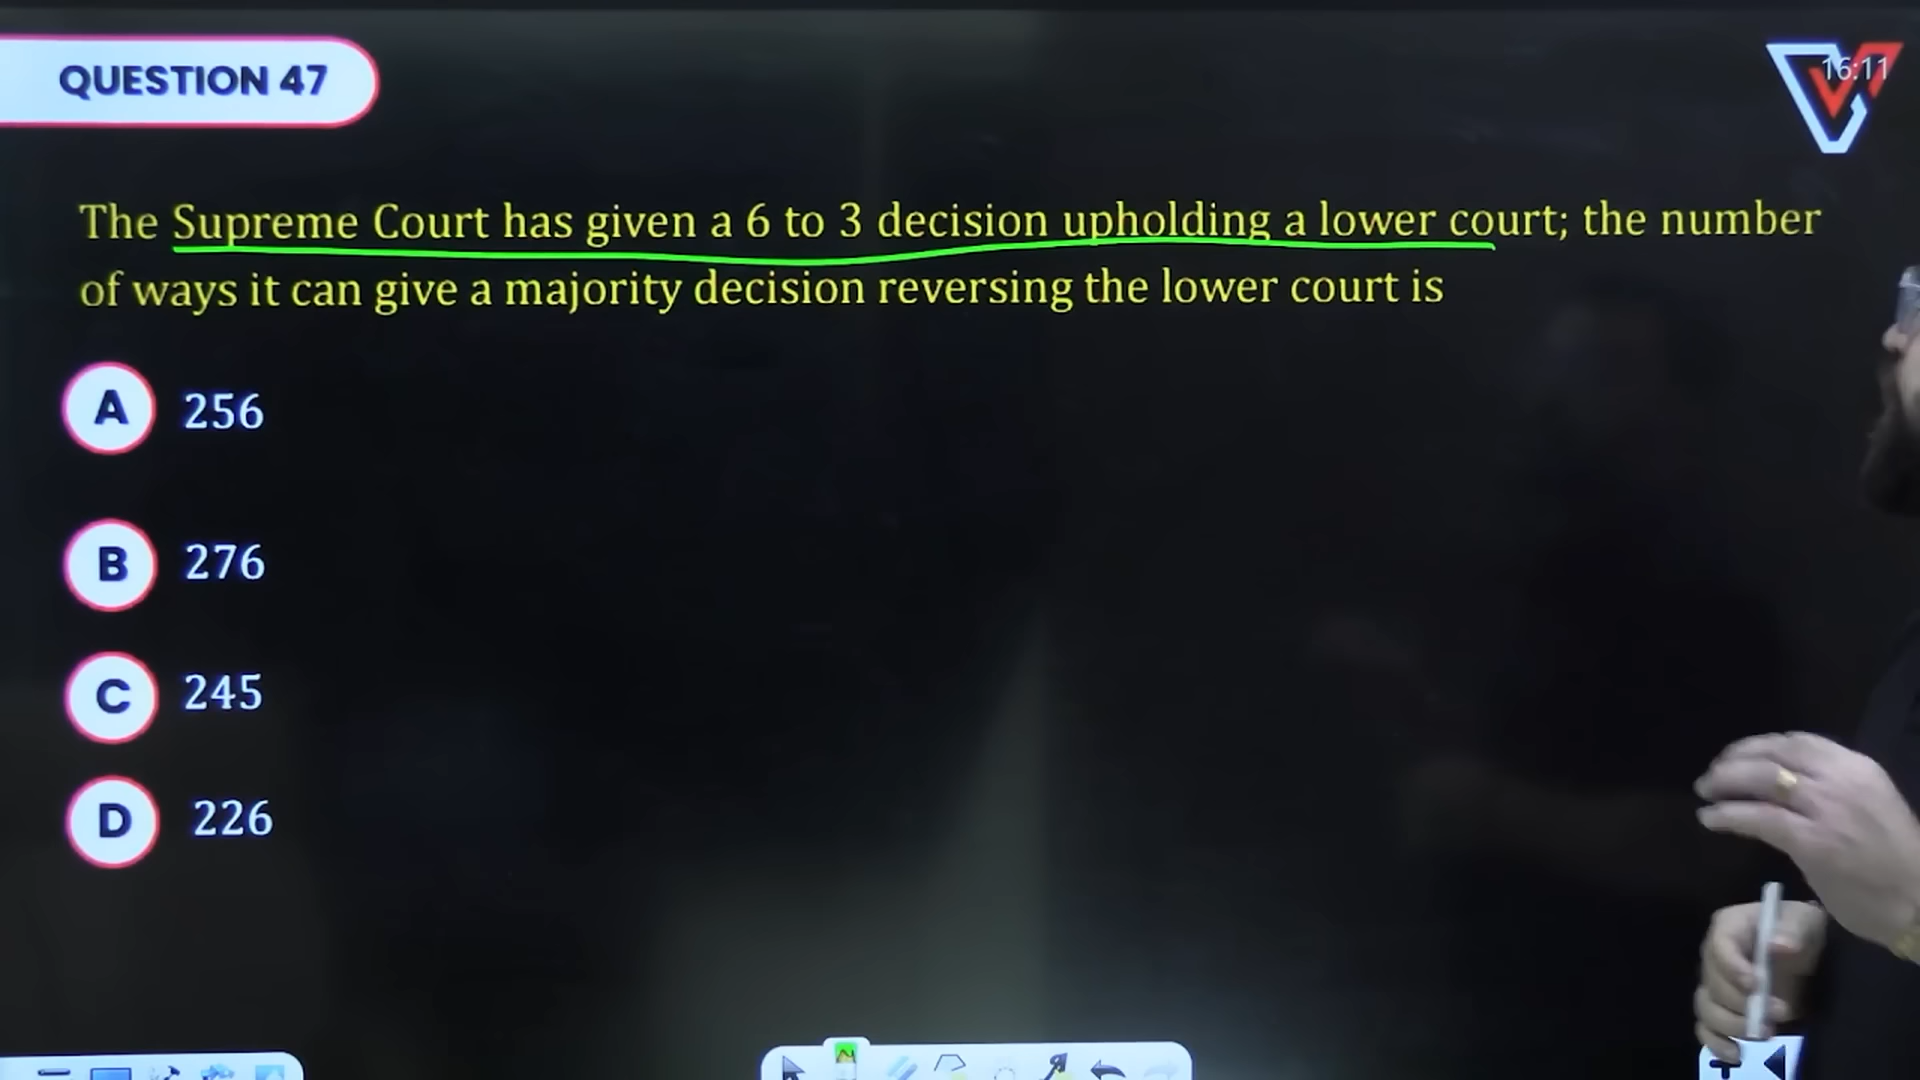 QUESTION 47
16:11
The Supreme Court has given a 6 to 3 decision upholding a lower court; the number
of ways it can give a majority decision reversing the lower court is
A 256
B 276
C 245
D 226